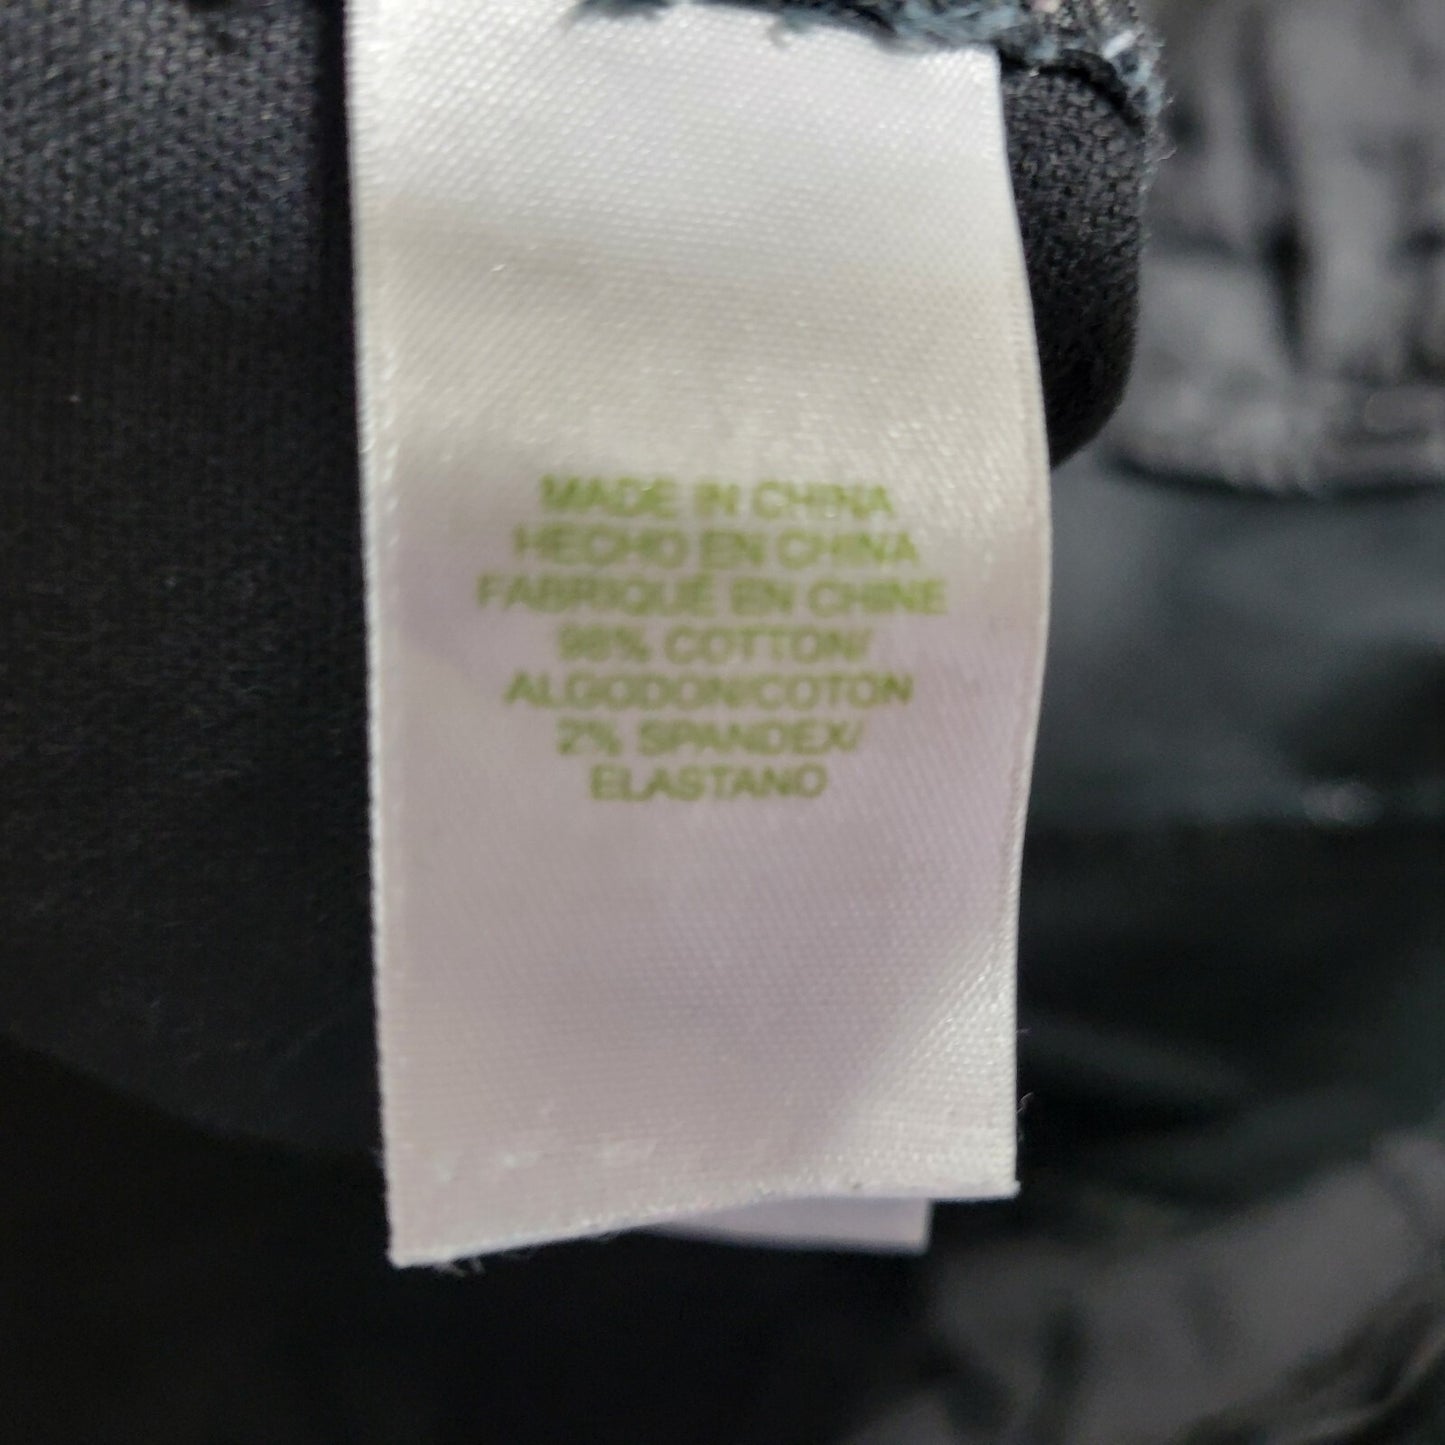 MADE IN CHINA
HECHO EN CHINA
FABRIQUÉ EN CHINE
98% COTTON/
ALGODON/COTON
2% SPANDEX/
ELASTANO